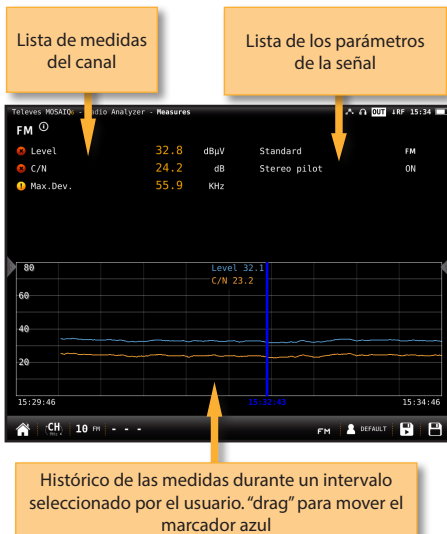 Lista de medidas
del canal
Lista de los parámetros
de la señal
Televes MOSAIQ6 - Radio Analyzer - Measures
OUT ↓RF 15:34
FM
Level 32.8 dBµV Standard FM
C/N 24.2 dB Stereo pilot ON
Max.Dev. 55.9 KHz
80 Level 32.1
C/N 23.2
60
40
20
15:29:46 15:32:42 15:34:46
CH 10 FM - - - FM DEFAULT
Histórico de las medidas durante un intervalo
seleccionado por el usuario. “drag” para mover el
marcador azul